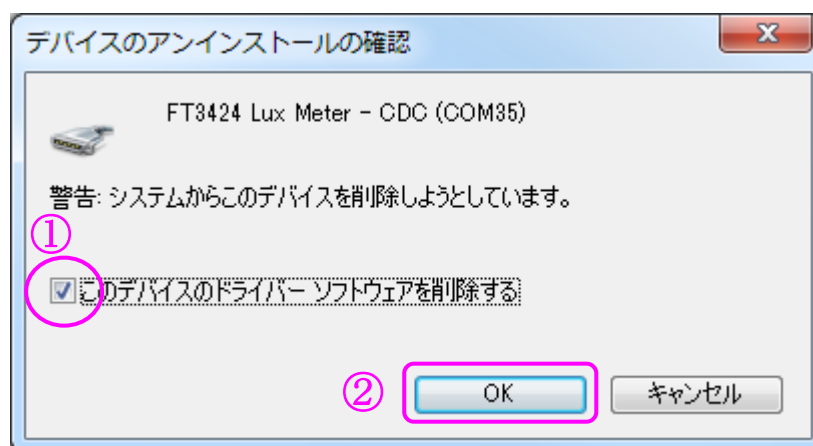 デバイスのアンインストールの確認
FT3424 Lux Meter - CDC (COM35)
警告: システムからこのデバイスを削除しようとしています。
①
このデバイスのドライバー ソフトウェアを削除する
② OK キャンセル